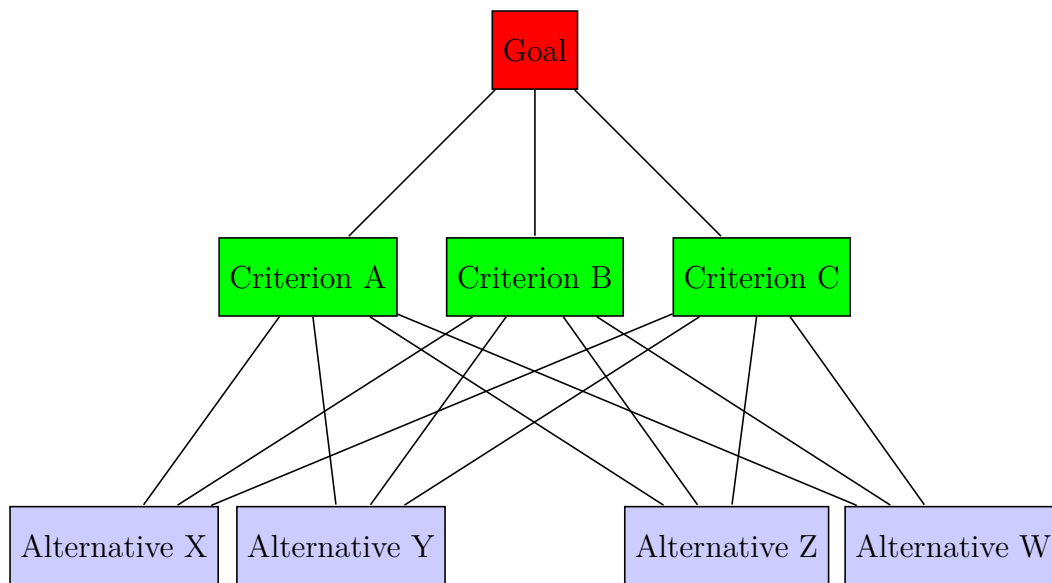 Goal
Criterion A
Criterion B
Criterion C
Alternative X
Alternative Y
Alternative Z
Alternative W